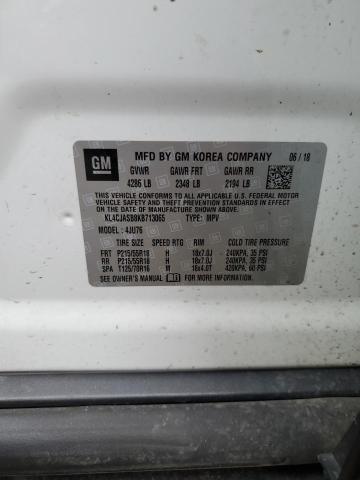 GM
MFD BY GM KOREA COMPANY 06 / 18
GVWR GAWR FRT GAWR RR
4286 LB 2348 LB 2194 LB
THIS VEHICLE CONFORMS TO ALL APPLICABLE U.S. FEDERAL MOTOR
VEHICLE SAFETY, BUMPER, AND THEFT PREVENTION STANDARDS
IN EFFECT ON THE DATE OF MANUFACTURE SHOWN ABOVE.
KL4CJASB8KB713065 TYPE: MPV
MODEL: 4JU76
TIRE SIZE SPEED RTG RIM COLD TIRE PRESSURE
FRT P215/55R18 H 18x7.0J 240KPA, 35 PSI
RR P215/55R18 H 18x7.0J 240KPA, 35 PSI
SPA T125/70R16 M 16x4.0T 420KPA, 60 PSI
SEE OWNER'S MANUAL FOR MORE INFORMATION.